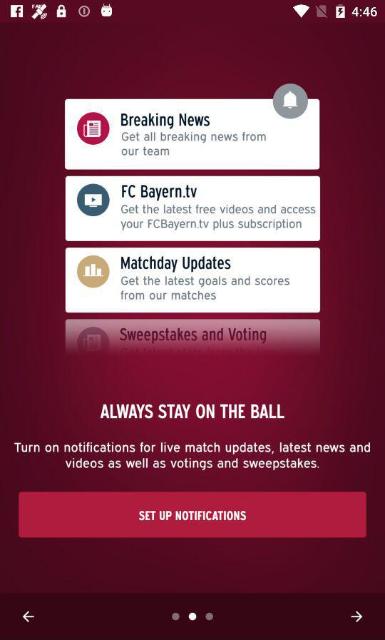 4:46
Breaking News
Get all breaking news from
our team
FC Bayern.tv
Get the latest free videos and access
your FCBayern.tv plus subscription
Matchday Updates
Get the latest goals and scores
from our matches
Sweepstakes and Voting
ALWAYS STAY ON THE BALL
Turn on notifications for live match updates, latest news and
videos as well as votings and sweepstakes.
SET UP NOTIFICATIONS